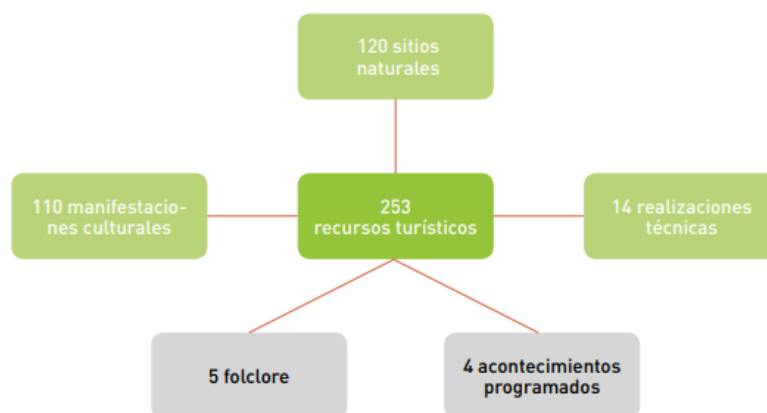 120 sitios
naturales
110 manifestacio-
nes culturales
253
recursos turísticos
14 realizaciones
técnicas
5 folclore
4 acontecimientos
programados